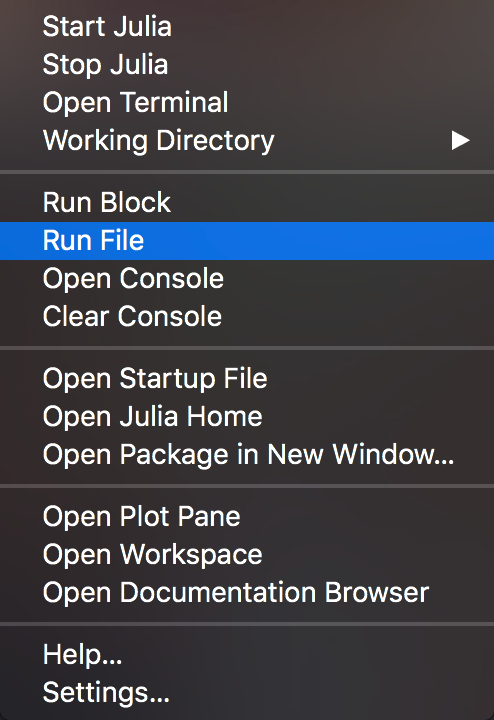 Start Julia
Stop Julia
Open Terminal
Working Directory
Run Block
Run File
Open Console
Clear Console
Open Startup File
Open Julia Home
Open Package in New Window...
Open Plot Pane
Open Workspace
Open Documentation Browser
Help...
Settings...